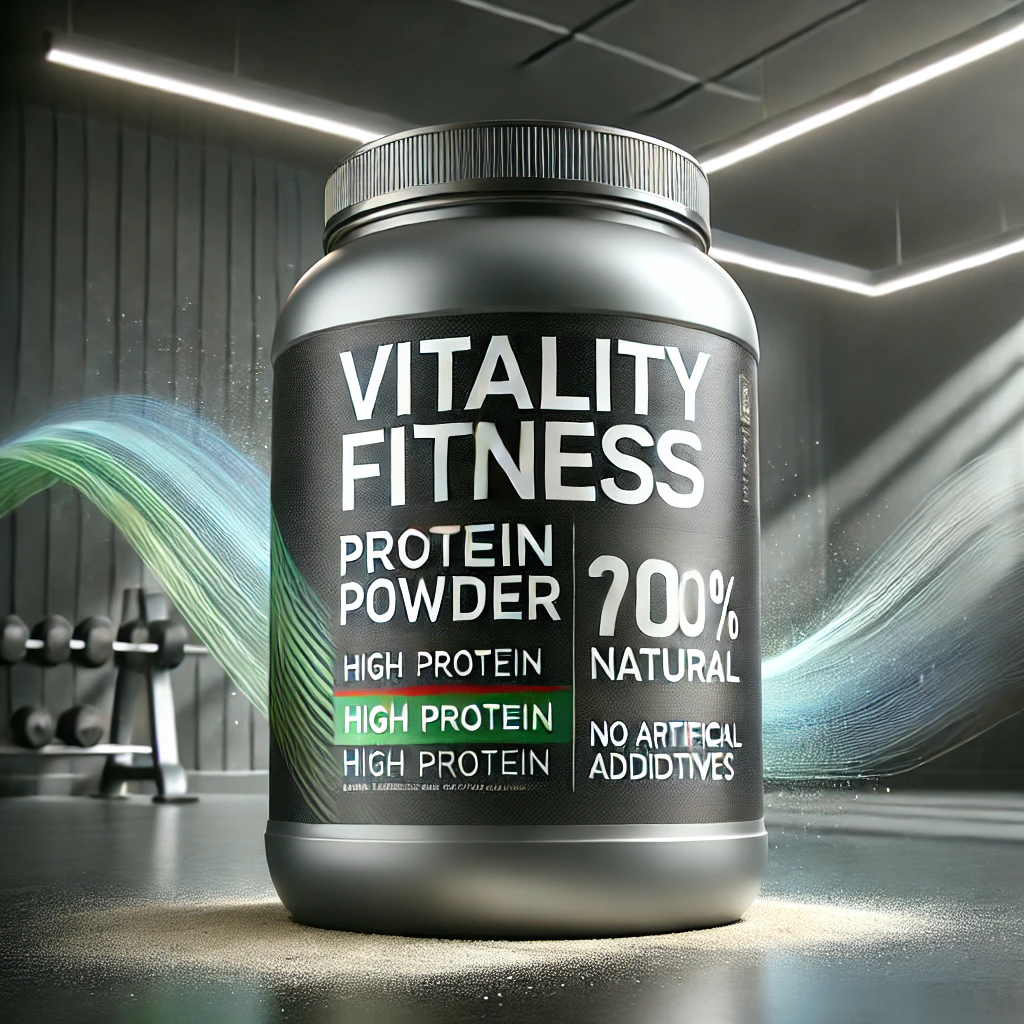 VITALITY
FITNESS
PROTEIN
POWDER
HIGH PROTEIN
HIGH PROTEIN
HIGH PROTEIN
700%
NATURAL
NO ARTIFICAL
ADDIDTIVES